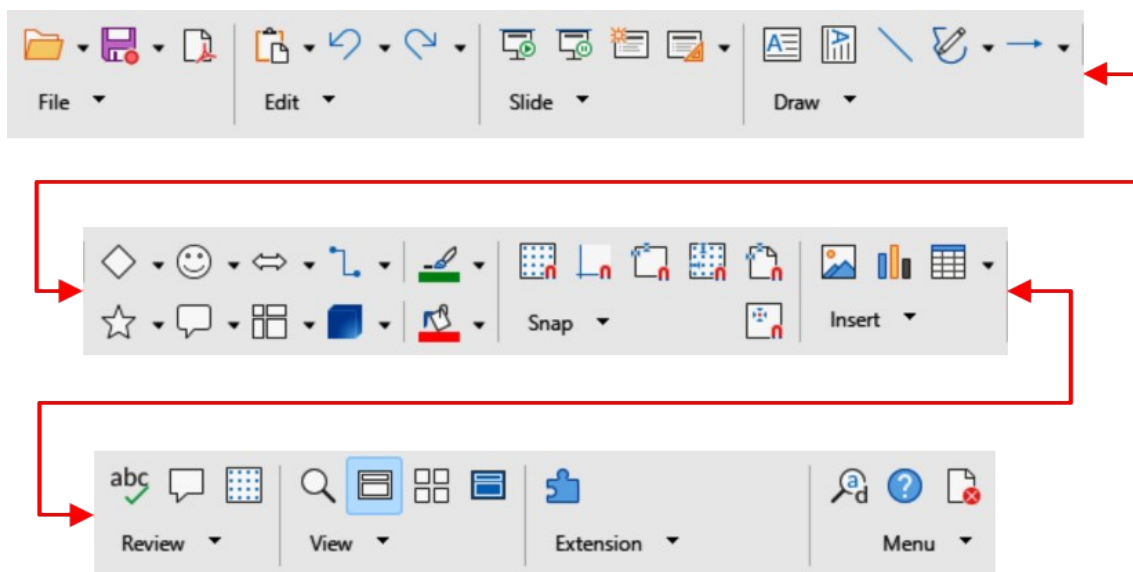 File
Edit
Slide
Draw
Snap
Insert
abc
Review
View
Extension
Menu